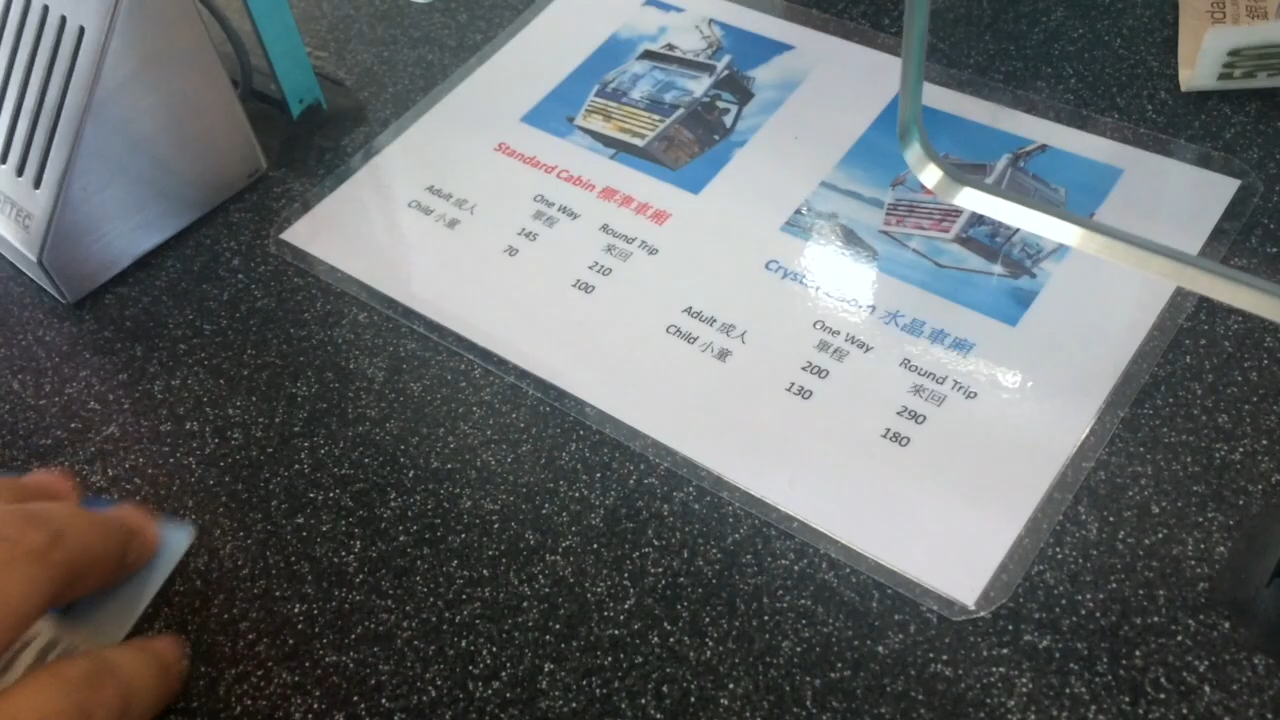 Standard Cabin 標準車廂
One Way Round Trip
單程 來回
Adult 成人 145 210
Child 小童 70 100
水晶車廂
One Way Round Trip
單程 來回
Adult 成人 200 290
Child 小童 130 180
500